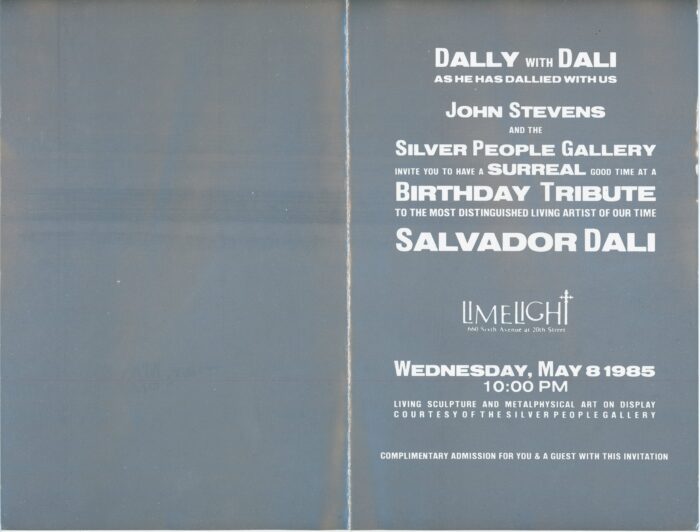 DALLY WITH DALI
AS HE HAS DALLIED WITH US
JOHN STEVENS
AND THE
SILVER PEOPLE GALLERY
INVITE YOU TO HAVE A SURREAL GOOD TIME AT A
BIRTHDAY TRIBUTE
TO THE MOST DISTINGUISHED LIVING ARTIST OF OUR TIME
SALVADOR DALI
LIMELIGHT
660 Sixth Avenue at 20th Street
WEDNESDAY, MAY 8 1985
10:00 PM
LIVING SCULPTURE AND METALPHYSICAL ART ON DISPLAY
COURTESY OF THE SILVER PEOPLE GALLERY
COMPLIMENTARY ADMISSION FOR YOU & A GUEST WITH THIS INVITATION